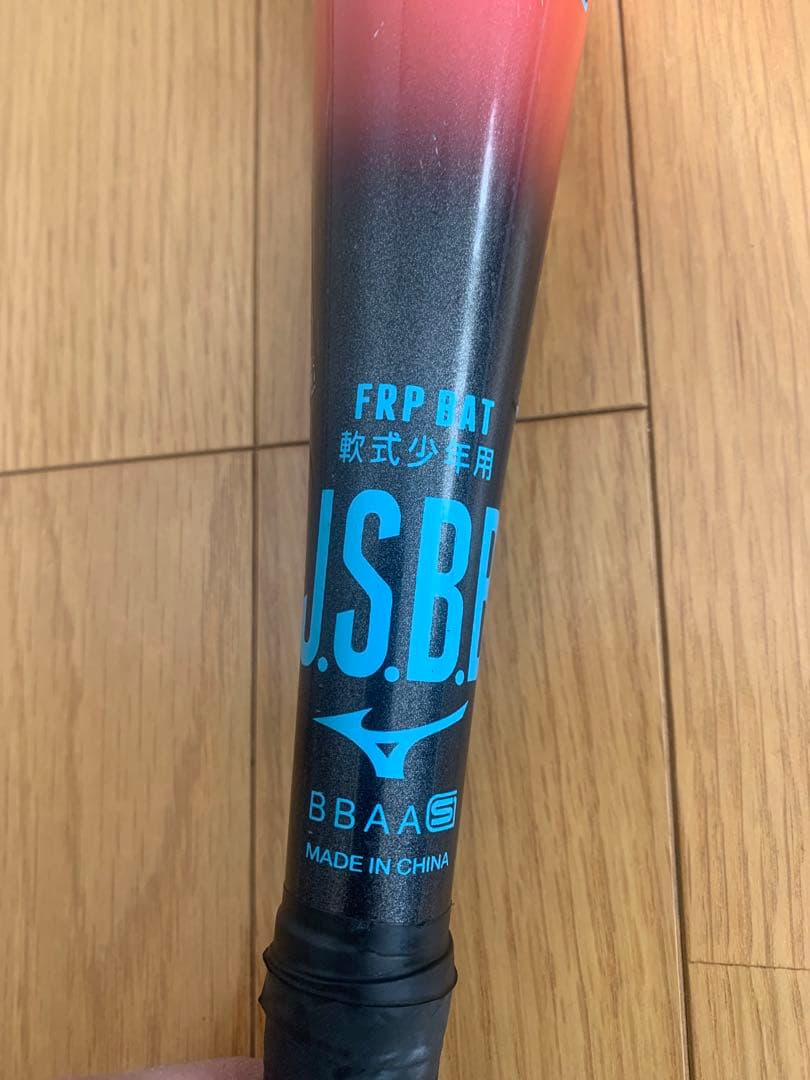 FRP BAT
軟式少年用
J.S.B.B
BBAA S
MADE IN CHINA